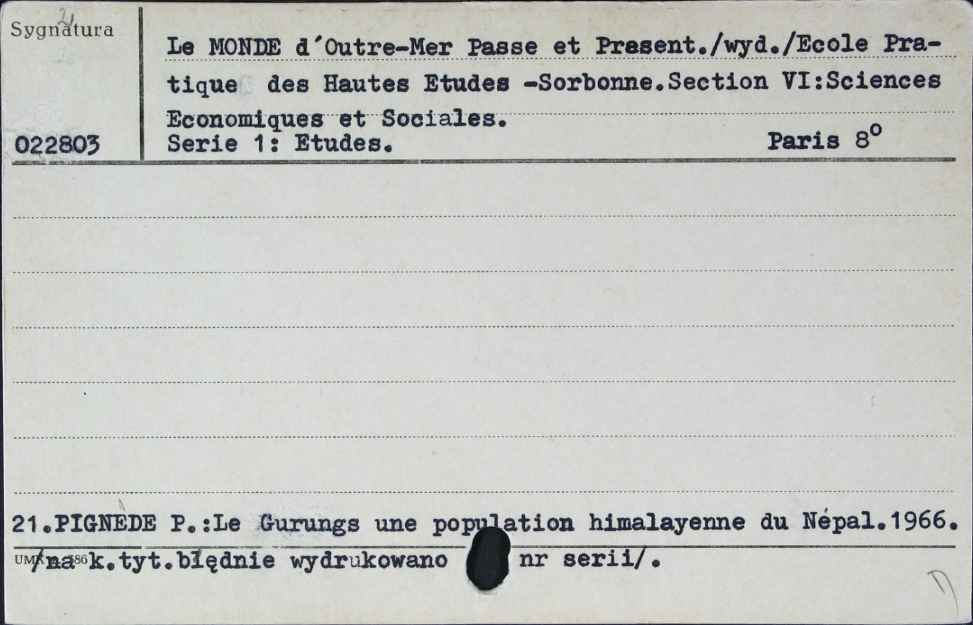 Sygnatura
Le MONDE d'Outre-Mer Passe et Present./wyd./Ecole Pra-
tique des Hautes Etudes -Sorbonne.Section VI:Sciences
Economiques et Sociales.
022803 Serie 1: Etudes. Paris 8°
21.PIGNEDE P.:Le Gurungs une population himalayenne du Népal.1966.
/na k.tyt.błędnie wydrukowano nr serii/.